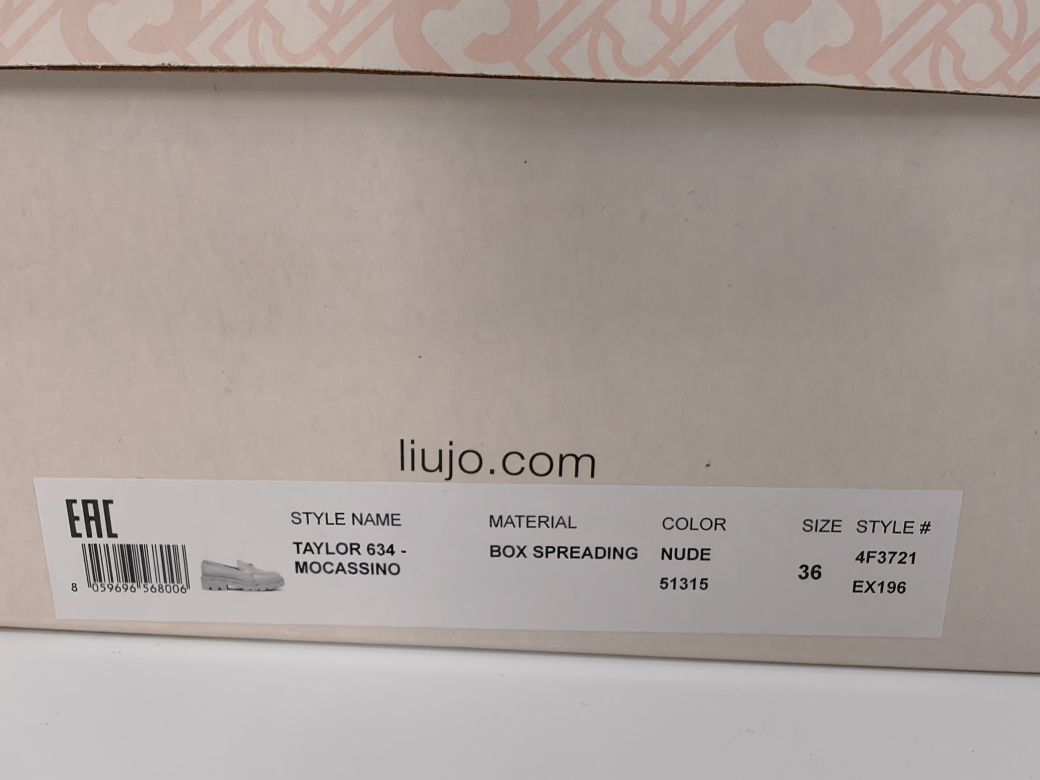 liujo.com
EAC
8 059696 568006
STYLE NAME
TAYLOR 634 -
MOCASSINO
MATERIAL
BOX SPREADING
COLOR
NUDE
51315
SIZE
36
STYLE #
4F3721
EX196